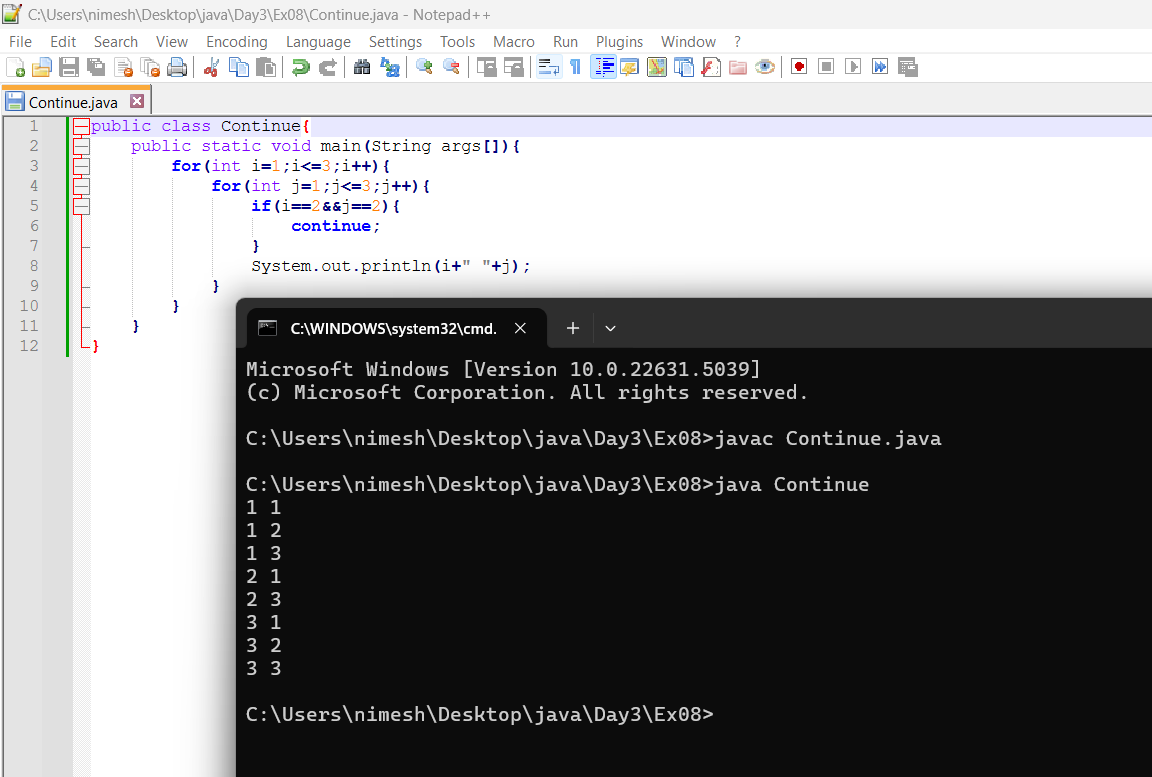 C:\Users\nimesh\Desktop\java\Day3\Ex08\Continue.java - Notepad++
File Edit Search View Encoding Language Settings Tools Macro Run Plugins Window ?
Continue.java
1 public class Continue{
2 public static void main(String args[]){
3 for(int i=1;i<=3;i++){
4 for(int j=1;j<=3;j++){
5 if(i==2&&j==2){
6 continue;
7 }
8 System.out.println(i+" "+j);
9 }
10 }
11 }
12 }
C:\WINDOWS\system32\cmd.
Microsoft Windows [Version 10.0.22631.5039]
(c) Microsoft Corporation. All rights reserved.
C:\Users\nimesh\Desktop\java\Day3\Ex08>javac Continue.java
C:\Users\nimesh\Desktop\java\Day3\Ex08>java Continue
1 1
1 2
1 3
2 1
2 3
3 1
3 2
3 3
C:\Users\nimesh\Desktop\java\Day3\Ex08>